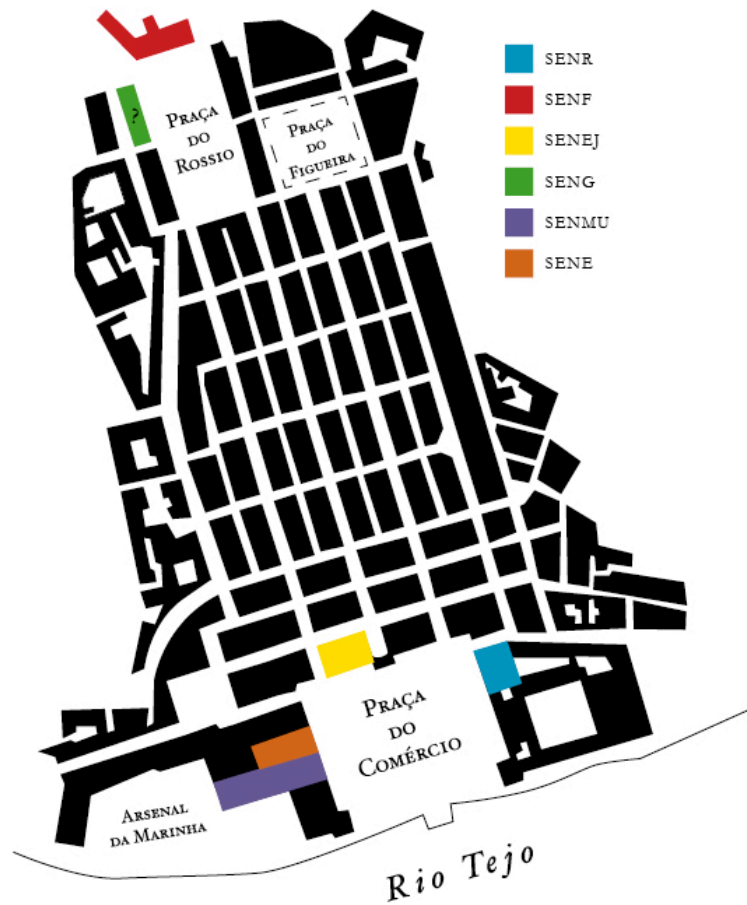 SENR
SENF
SENEJ
SENG
SENMU
SENE
?
Praça
do
Rossio
Praça
do
Figueira
Praça
do
Comércio
Arsenal
da Marinha
Rio Tejo